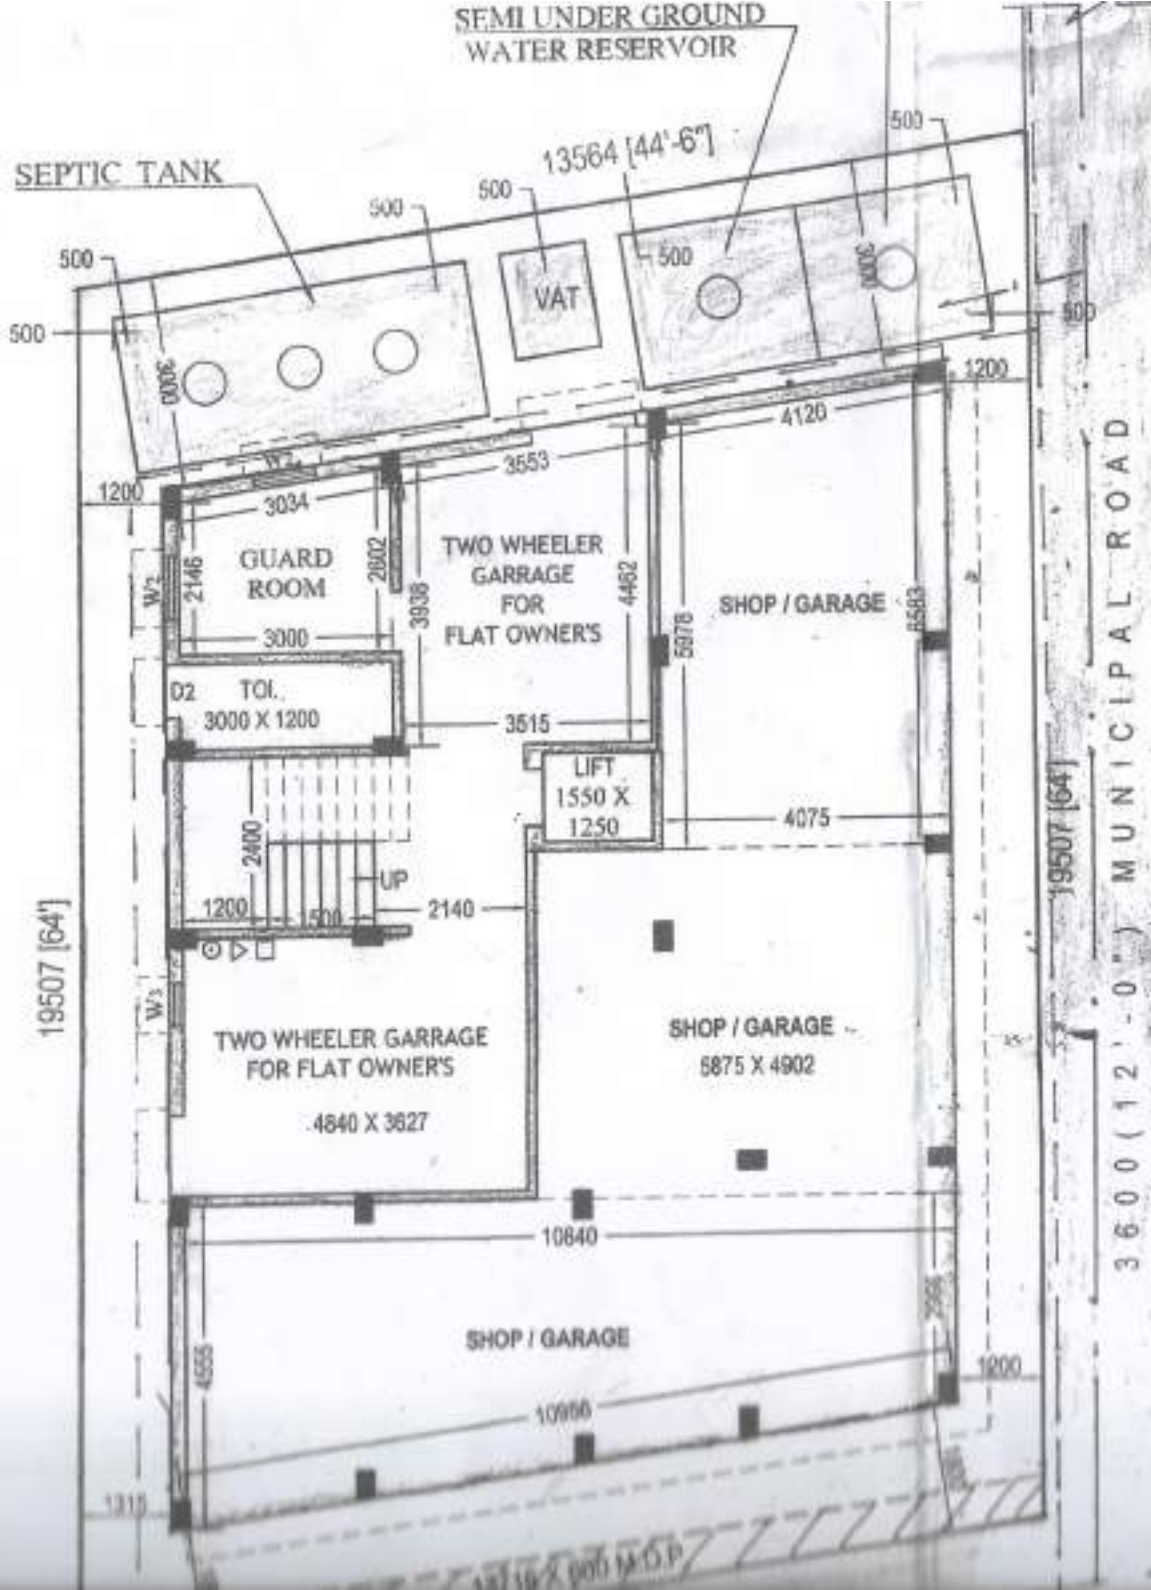 SEMI UNDER GROUND
WATER RESERVOIR
500
13564 [44'-6"]
SEPTIC TANK
500
500
500
500
3000
VAT
500
500
3000
500
1200
4120
W2
3553
1200
3034
GUARD
ROOM
2146
2602
W2
3000
3938
TWO WHEELER
GARRAGE
FOR
FLAT OWNER'S
4462
SHOP / GARAGE
5978
6583
D2
TOI.
3000 X 1200
3515
LIFT
1550 X
1250
4075
2400
UP
1200
1500
2140
19507 [64']
19507 [64']
3600 (12'-0") MUNICIPAL ROAD
W3
TWO WHEELER GARRAGE
FOR FLAT OWNER'S
4840 X 3627
SHOP / GARAGE
5875 X 4902
10840
SHOP / GARAGE
4555
10966
1200
1315